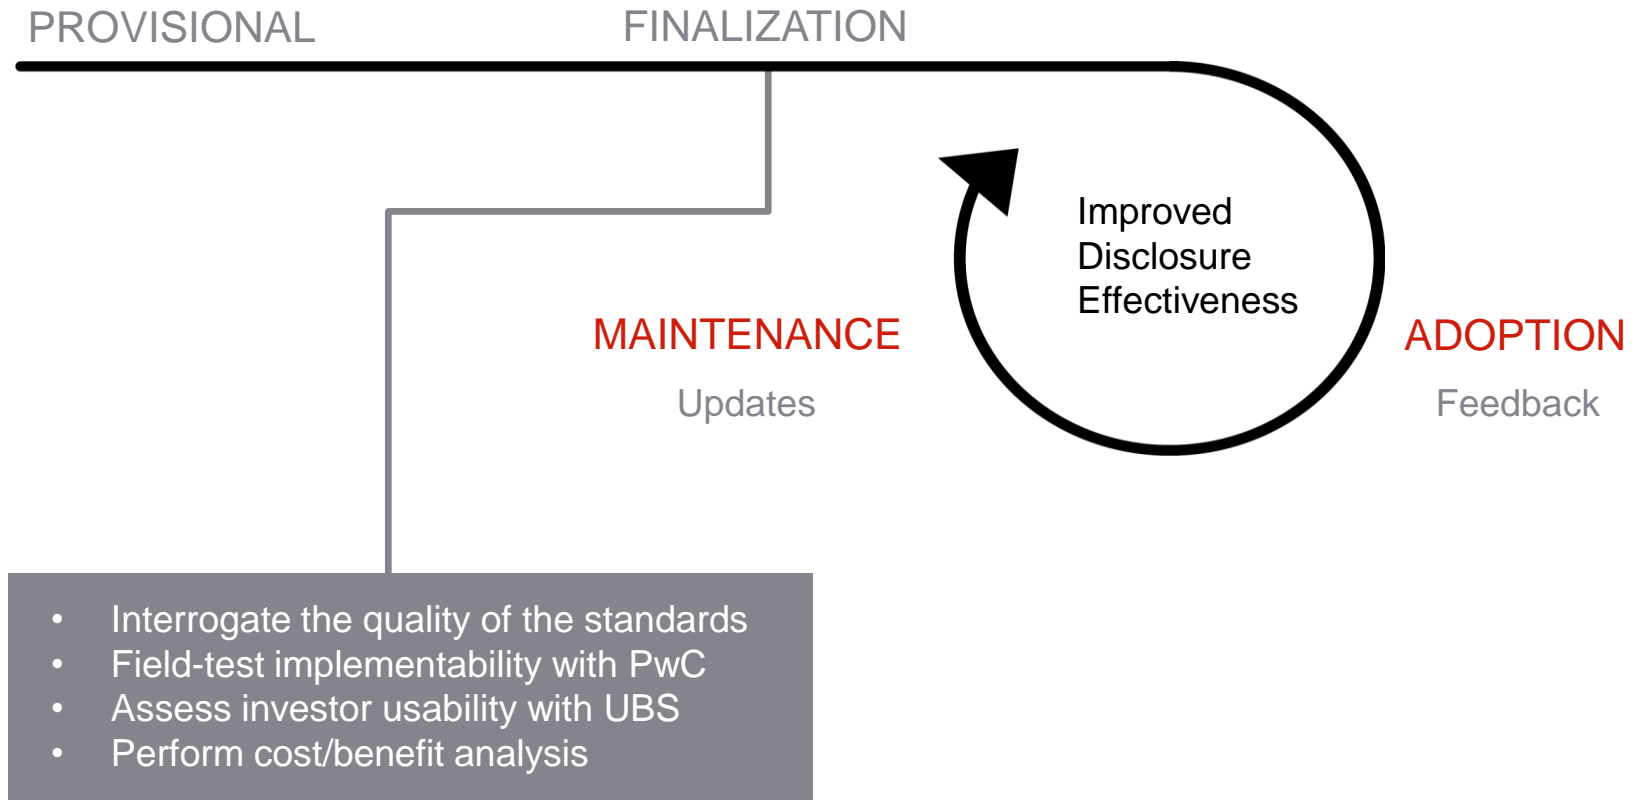 PROVISIONAL
FINALIZATION
Improved
Disclosure
Effectiveness
MAINTENANCE
Updates
ADOPTION
Feedback
• Interrogate the quality of the standards
• Field-test implementability with PwC
• Assess investor usability with UBS
• Perform cost/benefit analysis